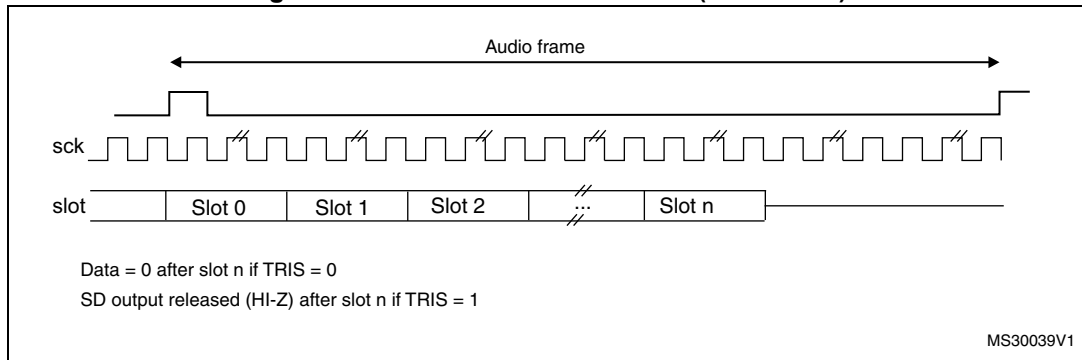 Audio frame
sck
slot
Slot 0 Slot 1 Slot 2 ... Slot n
Data = 0 after slot n if TRIS = 0
SD output released (HI-Z) after slot n if TRIS = 1
MS30039V1